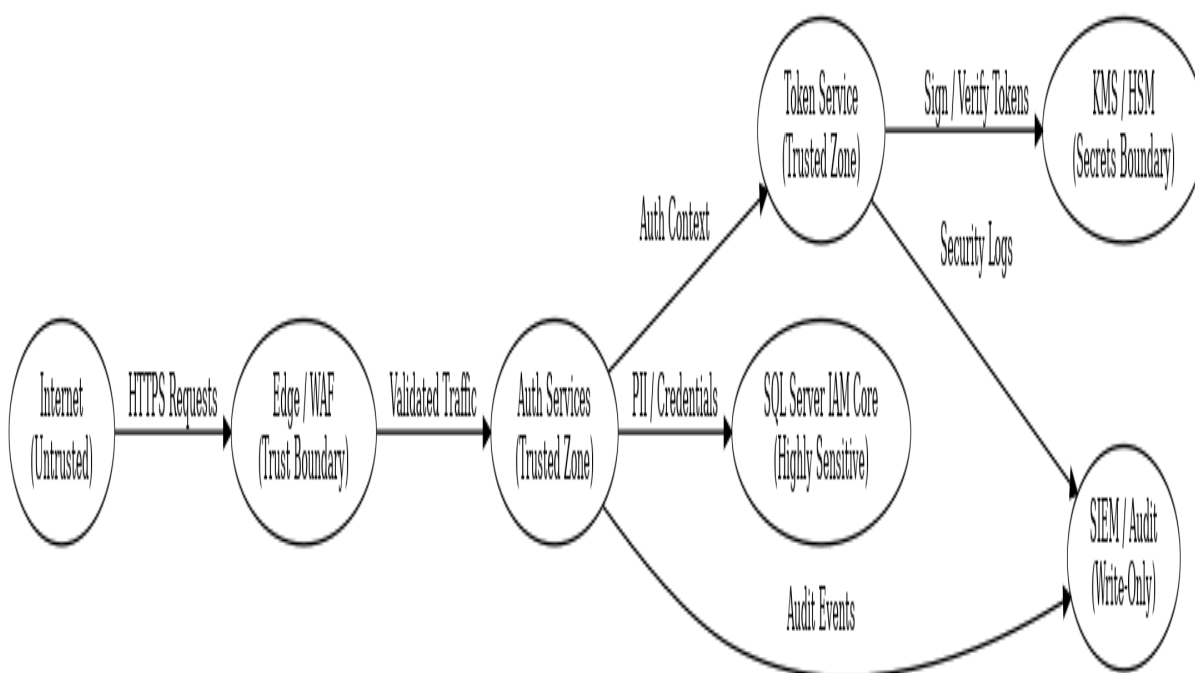 Token Service
(Trusted Zone)
Sign / Verify Tokens
KMS / HSM
(Secrets Boundary)
Auth Context
Security Logs
Internet
(Untrusted)
HTTPS Requests
Edge / WAF
(Trust Boundary)
Validated Traffic
Auth Services
(Trusted Zone)
PII / Credentials
SQL Server IAM Core
(Highly Sensitive)
SIEM / Audit
(Write-Only)
Audit Events